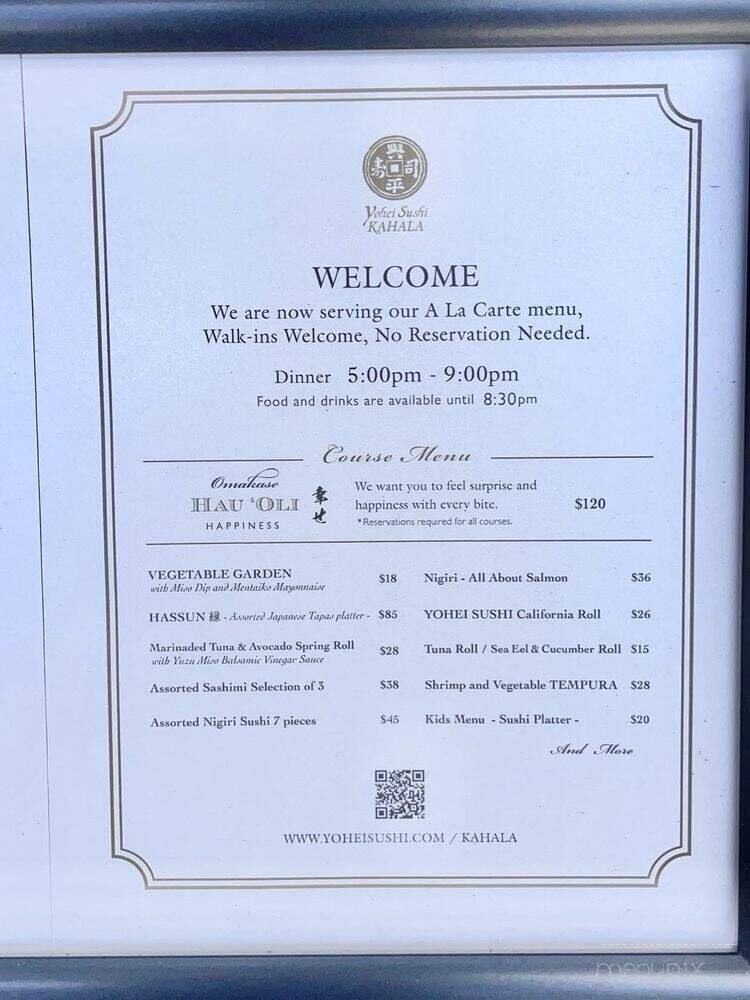 興
壽 司
平
Yohei Sushi
KAHALA
WELCOME
We are now serving our A La Carte menu,
Walk-ins Welcome, No Reservation Needed.
Dinner 5:00pm - 9:00pm
Food and drinks are available until 8:30pm
Course Menu
Omakase
HAU ‘OLI
HAPPINESS
幸せ
We want you to feel surprise and
happiness with every bite.
*Reservations required for all courses.
$120
VEGETABLE GARDEN $18
with Miso Dip and Mentaiko Mayonnaise
HASSUN 縁 - Assorted Japanese Tapas platter - $85
Marinaded Tuna & Avocado Spring Roll $28
with Yuzu Miso Balsamic Vinegar Sauce
Assorted Sashimi Selection of 3 $38
Assorted Nigiri Sushi 7 pieces $45
Nigiri - All About Salmon $36
YOHEI SUSHI California Roll $26
Tuna Roll / Sea Eel & Cucumber Roll $15
Shrimp and Vegetable TEMPURA $28
Kids Menu - Sushi Platter - $20
And More
WWW.YOHEISUSHI.COM / KAHALA
menupix